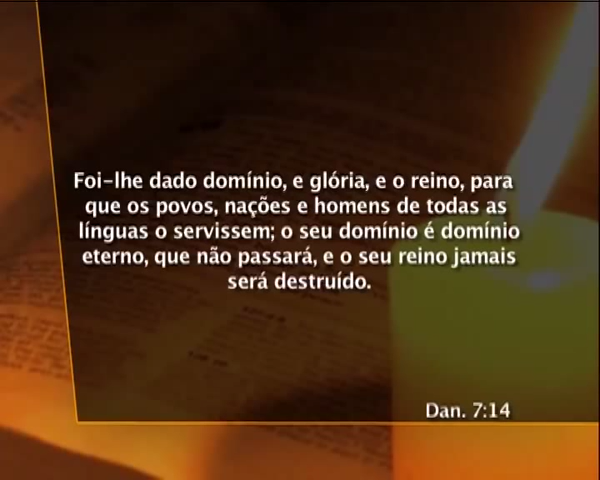 Foi-lhe dado domínio, e glória, e o reino, para
que os povos, nações e homens de todas as
línguas o servissem; o seu domínio é domínio
eterno, que não passará, e o seu reino jamais
será destruído.
Dan. 7:14